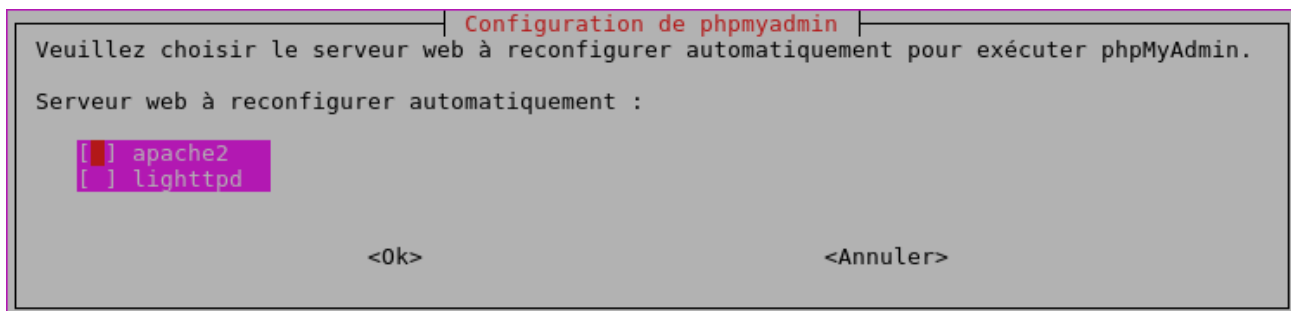 Configuration de phpmyadmin
Veuillez choisir le serveur web à reconfigurer automatiquement pour exécuter phpMyAdmin.
Serveur web à reconfigurer automatiquement :
[ ] apache2
[ ] lighttpd
<Ok> <Annuler>